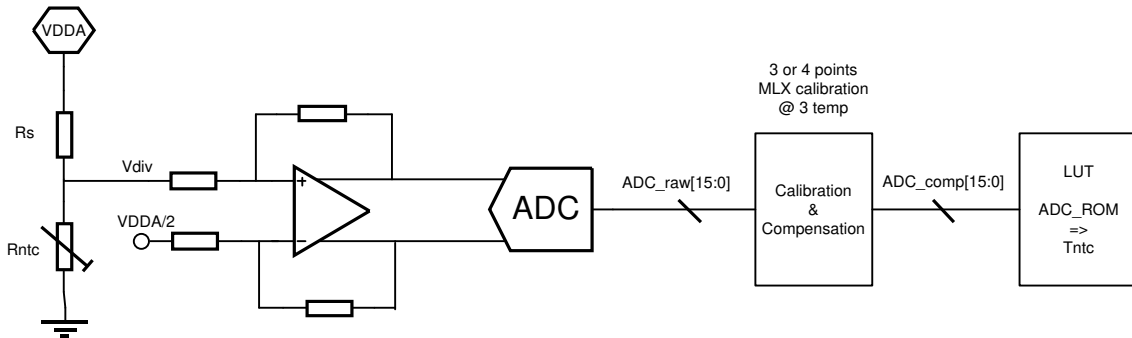 VDDA
Rs
Rntc
Vdiv
VDDA/2
+
−
ADC
ADC_raw[15:0]
3 or 4 points
MLX calibration
@ 3 temp
Calibration
&
Compensation
ADC_comp[15:0]
LUT
ADC_ROM
=>
Tntc